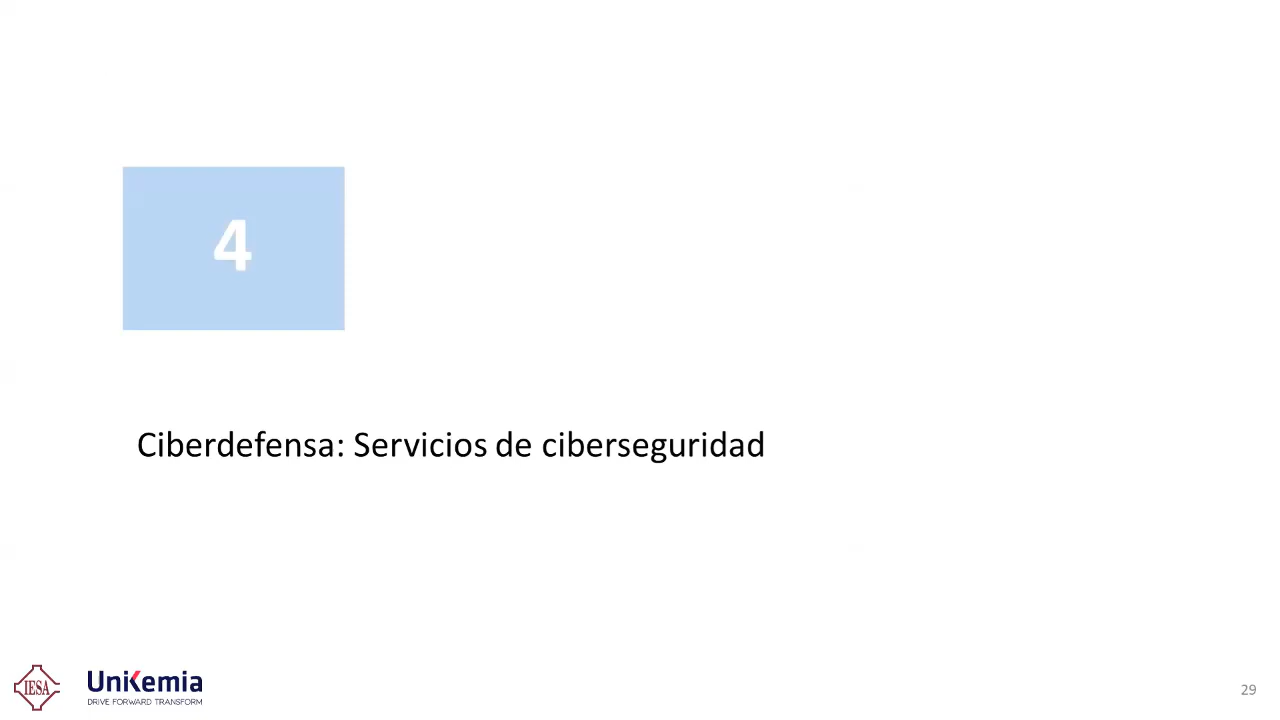 4
Ciberdefensa: Servicios de ciberseguridad
IESA
UniKemia
DRIVE FORWARD TRANSFORM
29